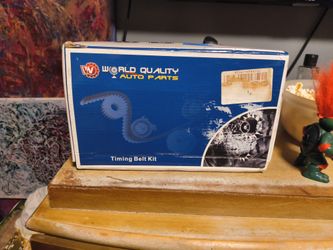 WORLD QUALITY
AUTO PARTS
Timing Belt Kit